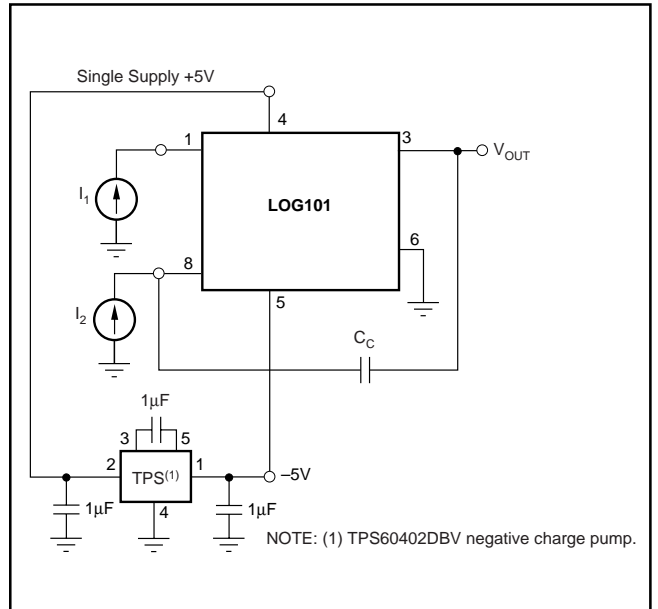 Single Supply +5V
4
1
3
V_OUT
I_1
LOG101
6
8
5
I_2
C_C
1µF
3
5
2
TPS(1)
1
–5V
1µF
4
1µF
NOTE: (1) TPS60402DBV negative charge pump.